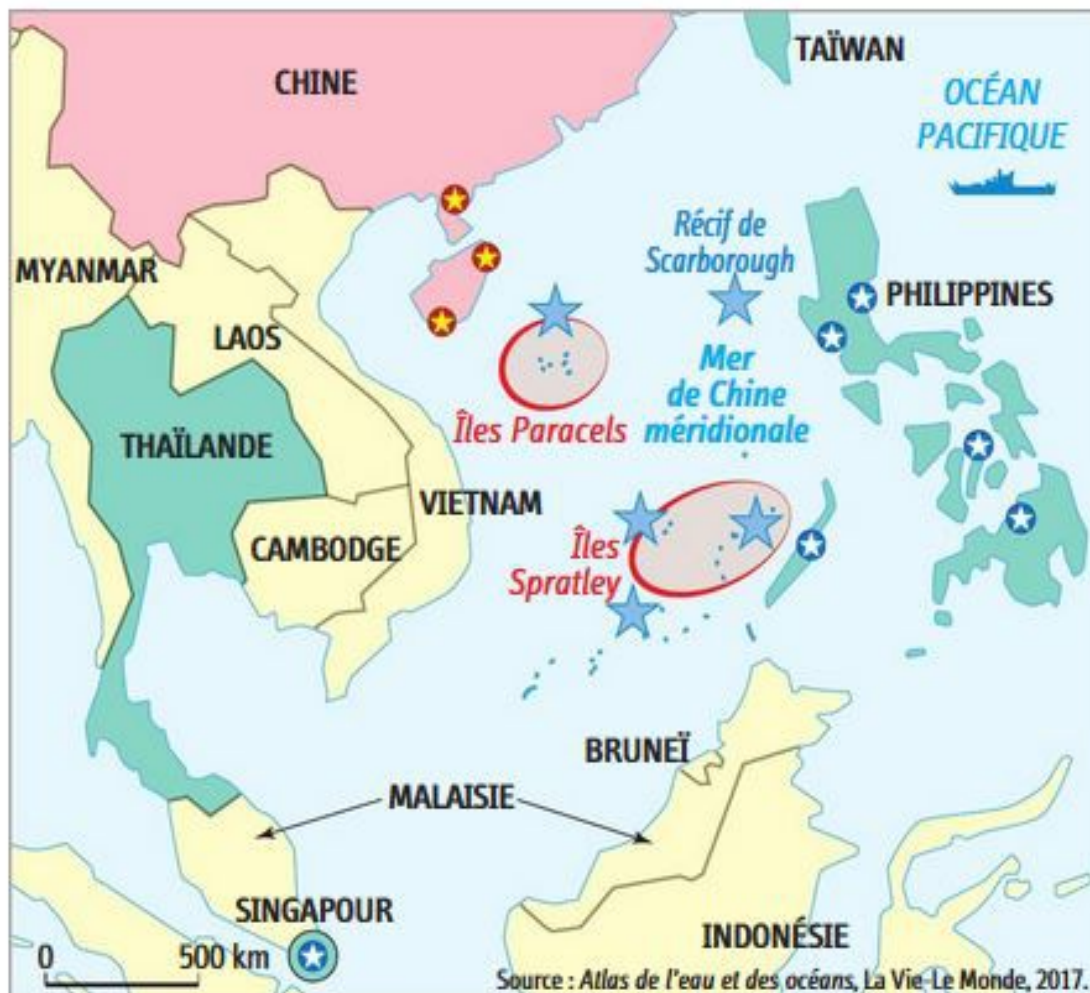 CHINE
TAÏWAN
OCÉAN
PACIFIQUE
Récif de
Scarborough
MYANMAR
PHILIPPINES
LAOS
Mer
de Chine
méridionale
Îles Paracels
THAÏLANDE
VIETNAM
CAMBODGE
Îles
Spratley
BRUNEÏ
MALAISIE
SINGAPOUR
INDONÉSIE
0 500 km
Source : Atlas de l'eau et des océans, La Vie-Le Monde, 2017.